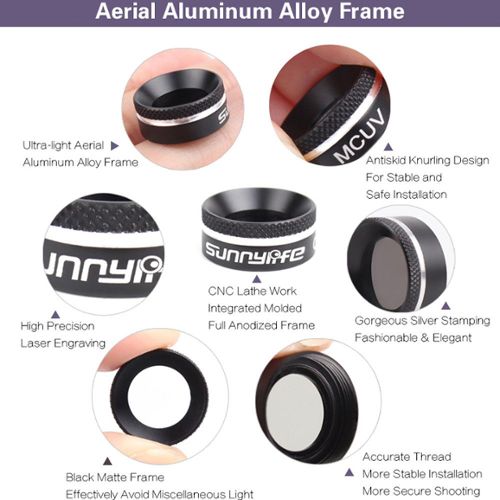 Aerial Aluminum Alloy Frame
Ultra-light Aerial
Aluminum Alloy Frame
MCUV
Antiskid Knurling Design
For Stable and
Safe Installation
sunnylife
CNC Lathe Work
Integrated Molded
Full Anodized Frame
High Precision
Laser Engraving
Gorgeous Silver Stamping
Fashionable & Elegant
Black Matte Frame
Effectively Avoid Miscellaneous Light
Accurate Thread
More Stable Installation
More Secure Shooting